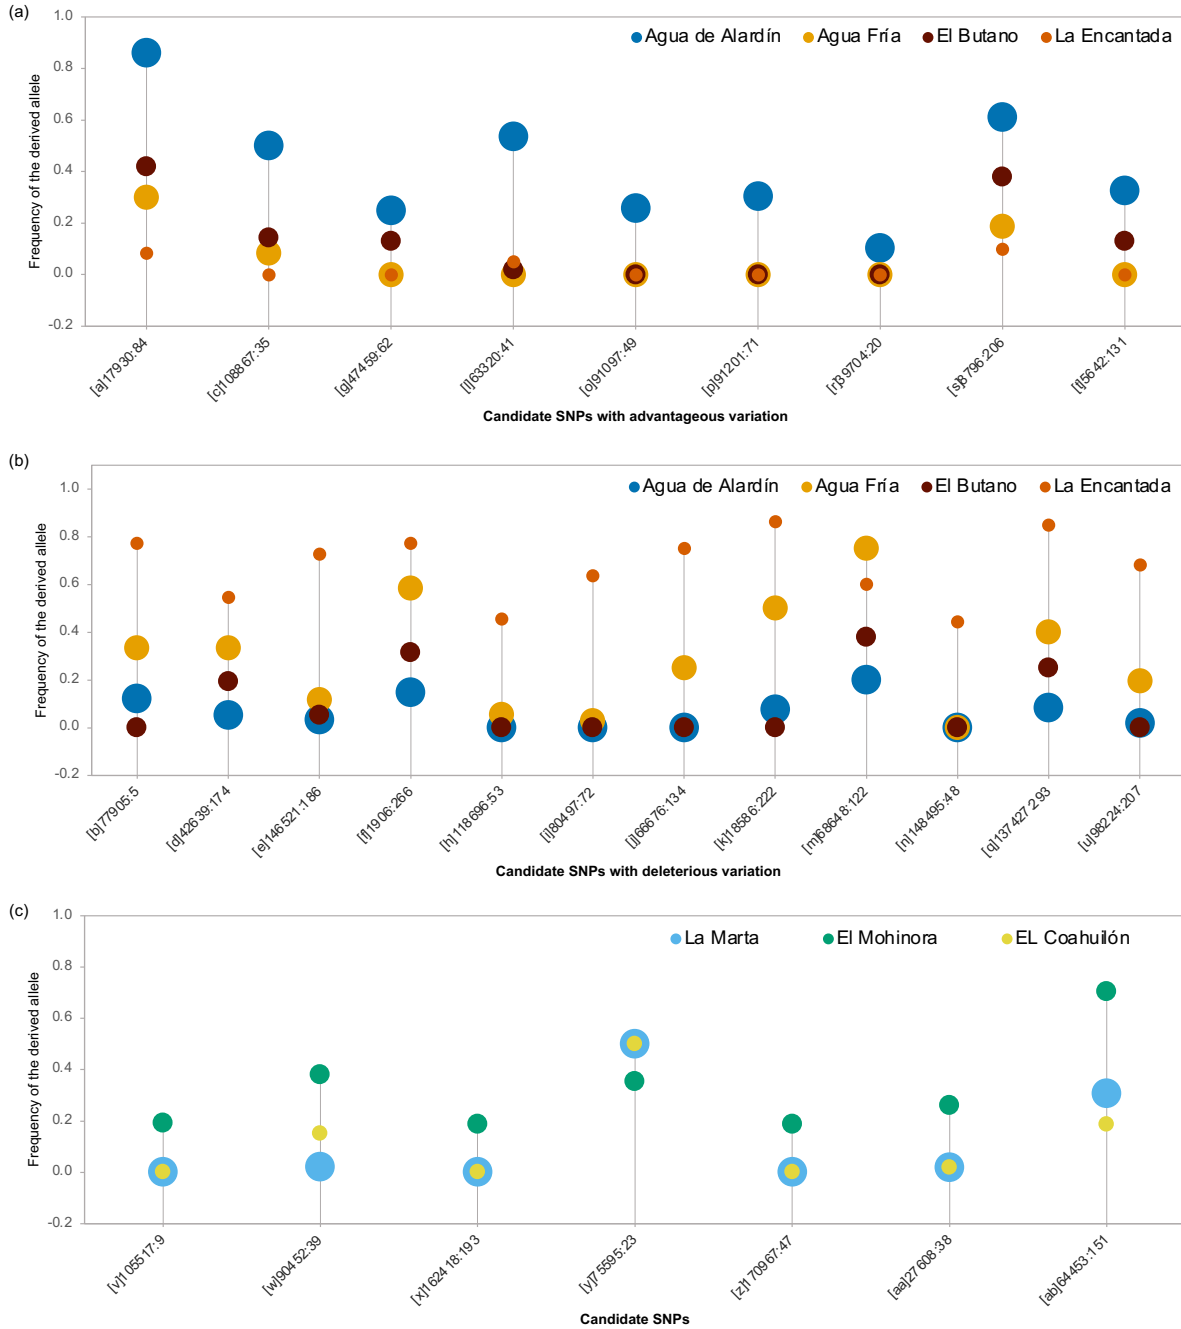 (a)
1.0
0.8
0.6
0.4
0.2
0.0
-0.2
Frequency of the derived allele
Agua de Alardín Agua Fría El Butano La Encantada
[a]17930:84 [c]108867:35 [g]47459:62 [l]63320:41 [o]91097:49 [p]91201:71 [r]39704:20 [s]3796:206 [t]5642:131
Candidate SNPs with advantageous variation
(b)
1.0
0.8
0.6
0.4
0.2
0.0
-0.2
Frequency of the derived allele
Agua de Alardín Agua Fría El Butano La Encantada
[b]77905:5 [d]42639:174 [e]146521:186 [f]1906:266 [h]118696:53 [i]80497:72 [j]66676:134 [k]18586:222 [m]68648:122 [n]148495:48 [q]1374272:93 [u]98224:207
Candidate SNPs with deleterious variation
(c)
1.0
0.8
0.6
0.4
0.2
0.0
-0.2
Frequency of the derived allele
La Marta El Mohinora EL Coahuilón
[v]105517:9 [w]90452:39 [x]162418:193 [y]75595:23 [z]170967:47 [aa]27608:38 [ab]64453:151
Candidate SNPs